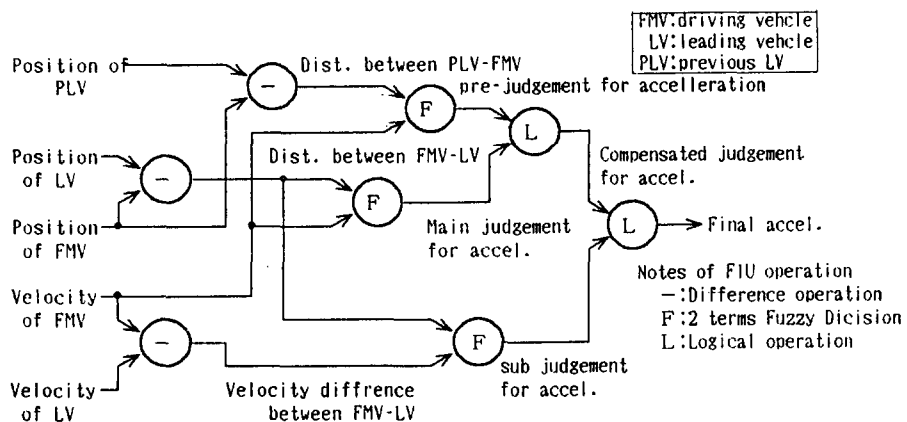 FMV:driving vehcle
LV:leading vehcle
PLV:previous LV
Position of
PLV
Dist. between PLV-FMV
pre-judgement for accelleration
−
F
L
Position
of LV
−
Dist. between FMV-LV
F
Compensated judgement
for accel.
Position
of FMV
Main judgement
for accel.
L
Final accel.
Velocity
of FMV
Notes of FIU operation
−:Difference operation
F:2 terms Fuzzy Dicision
L:Logical operation
−
F
Velocity
of LV
Velocity diffrence
between FMV-LV
sub judgement
for accel.